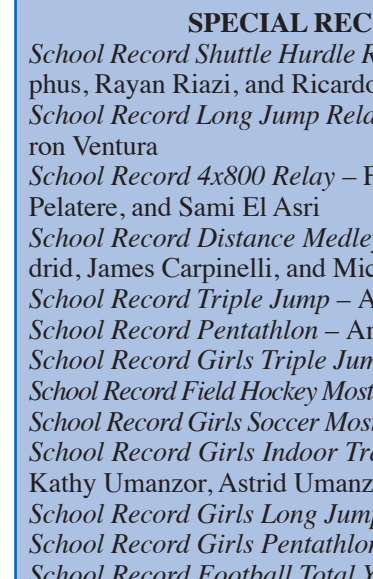 SPECIAL REC
School Record Shuttle Hurdle R
phus, Rayan Riazi, and Ricardo
School Record Long Jump Rela
ron Ventura
School Record 4x800 Relay – F
Pelatere, and Sami El Asri
School Record Distance Medley
drid, James Carpinelli, and Mic
School Record Triple Jump – A
School Record Pentathlon – An
School Record Girls Triple Jum
School Record Field Hockey Most
School Record Girls Soccer Most
School Record Girls Indoor Tra
Kathy Umanzor, Astrid Umanz
School Record Girls Long Jump
School Record Girls Pentathlon
School Record Football Total Y